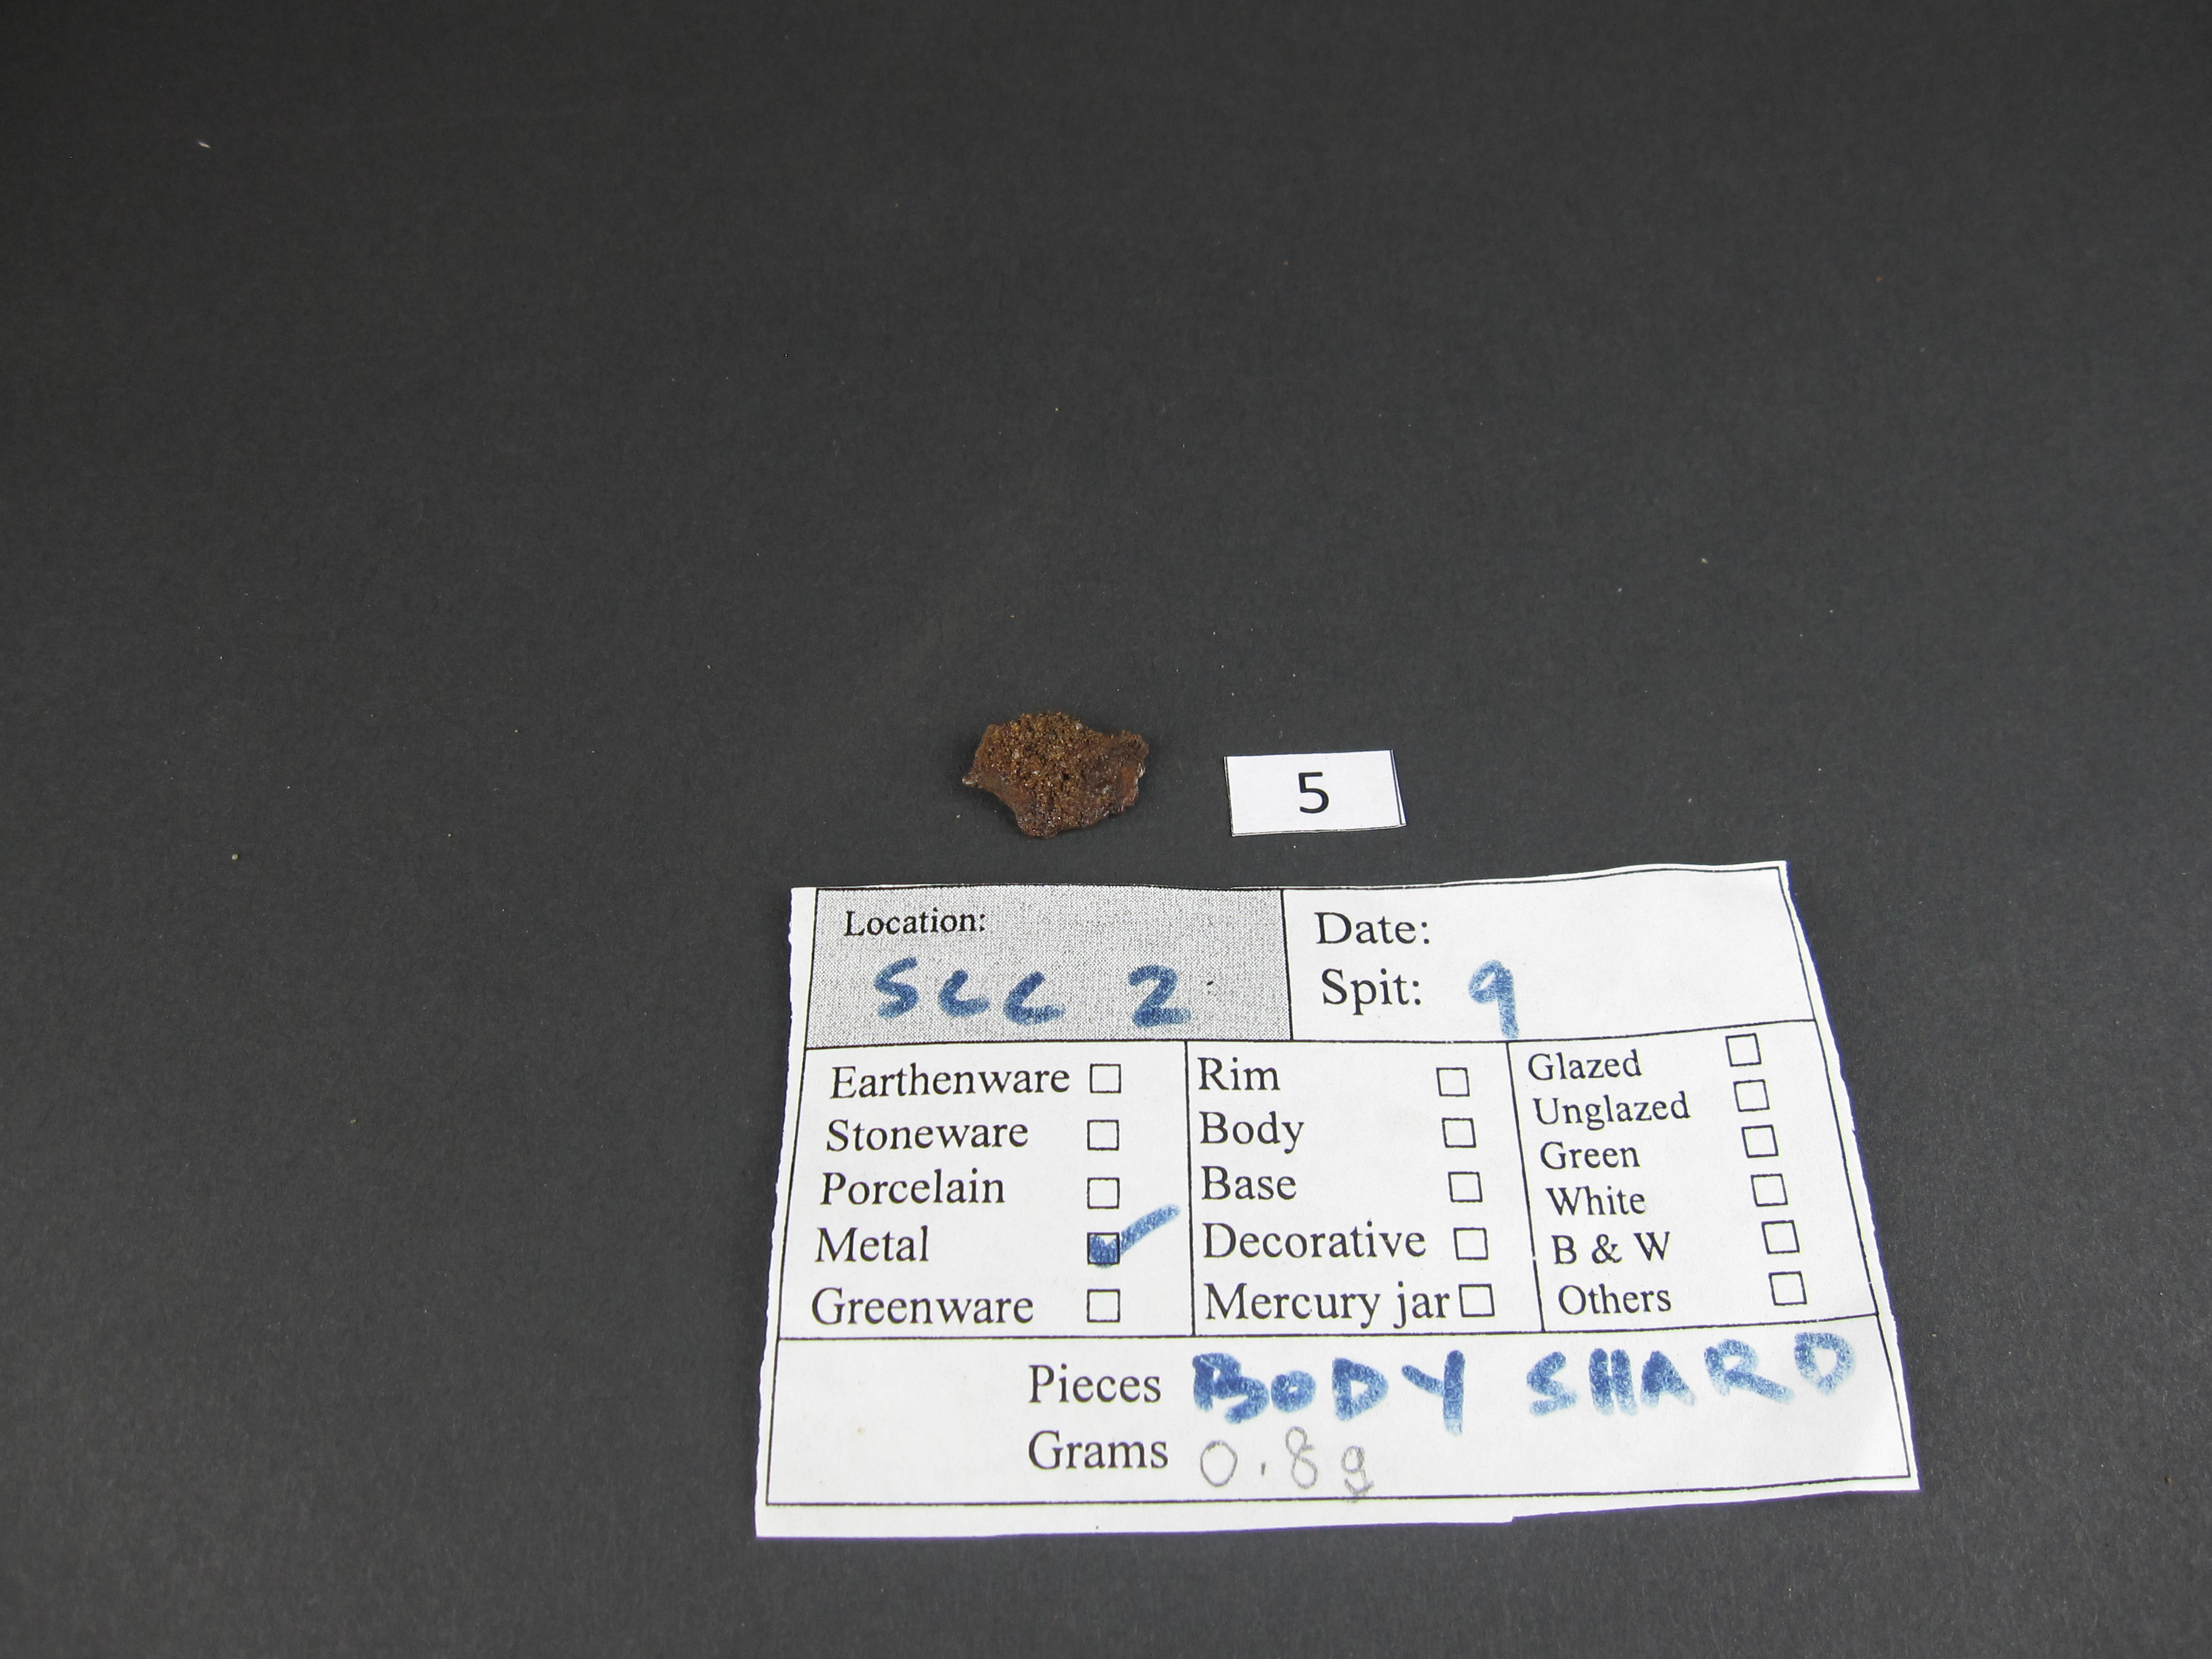 5
Location:
SCC 2
Date:
Spit: 9
Earthenware
Stoneware
Porcelain
Metal
Greenware
Rim
Body
Base
Decorative
Mercury jar
Glazed
Unglazed
Green
White
B & W
Others
Pieces BODY SHARD
Grams 0.8g